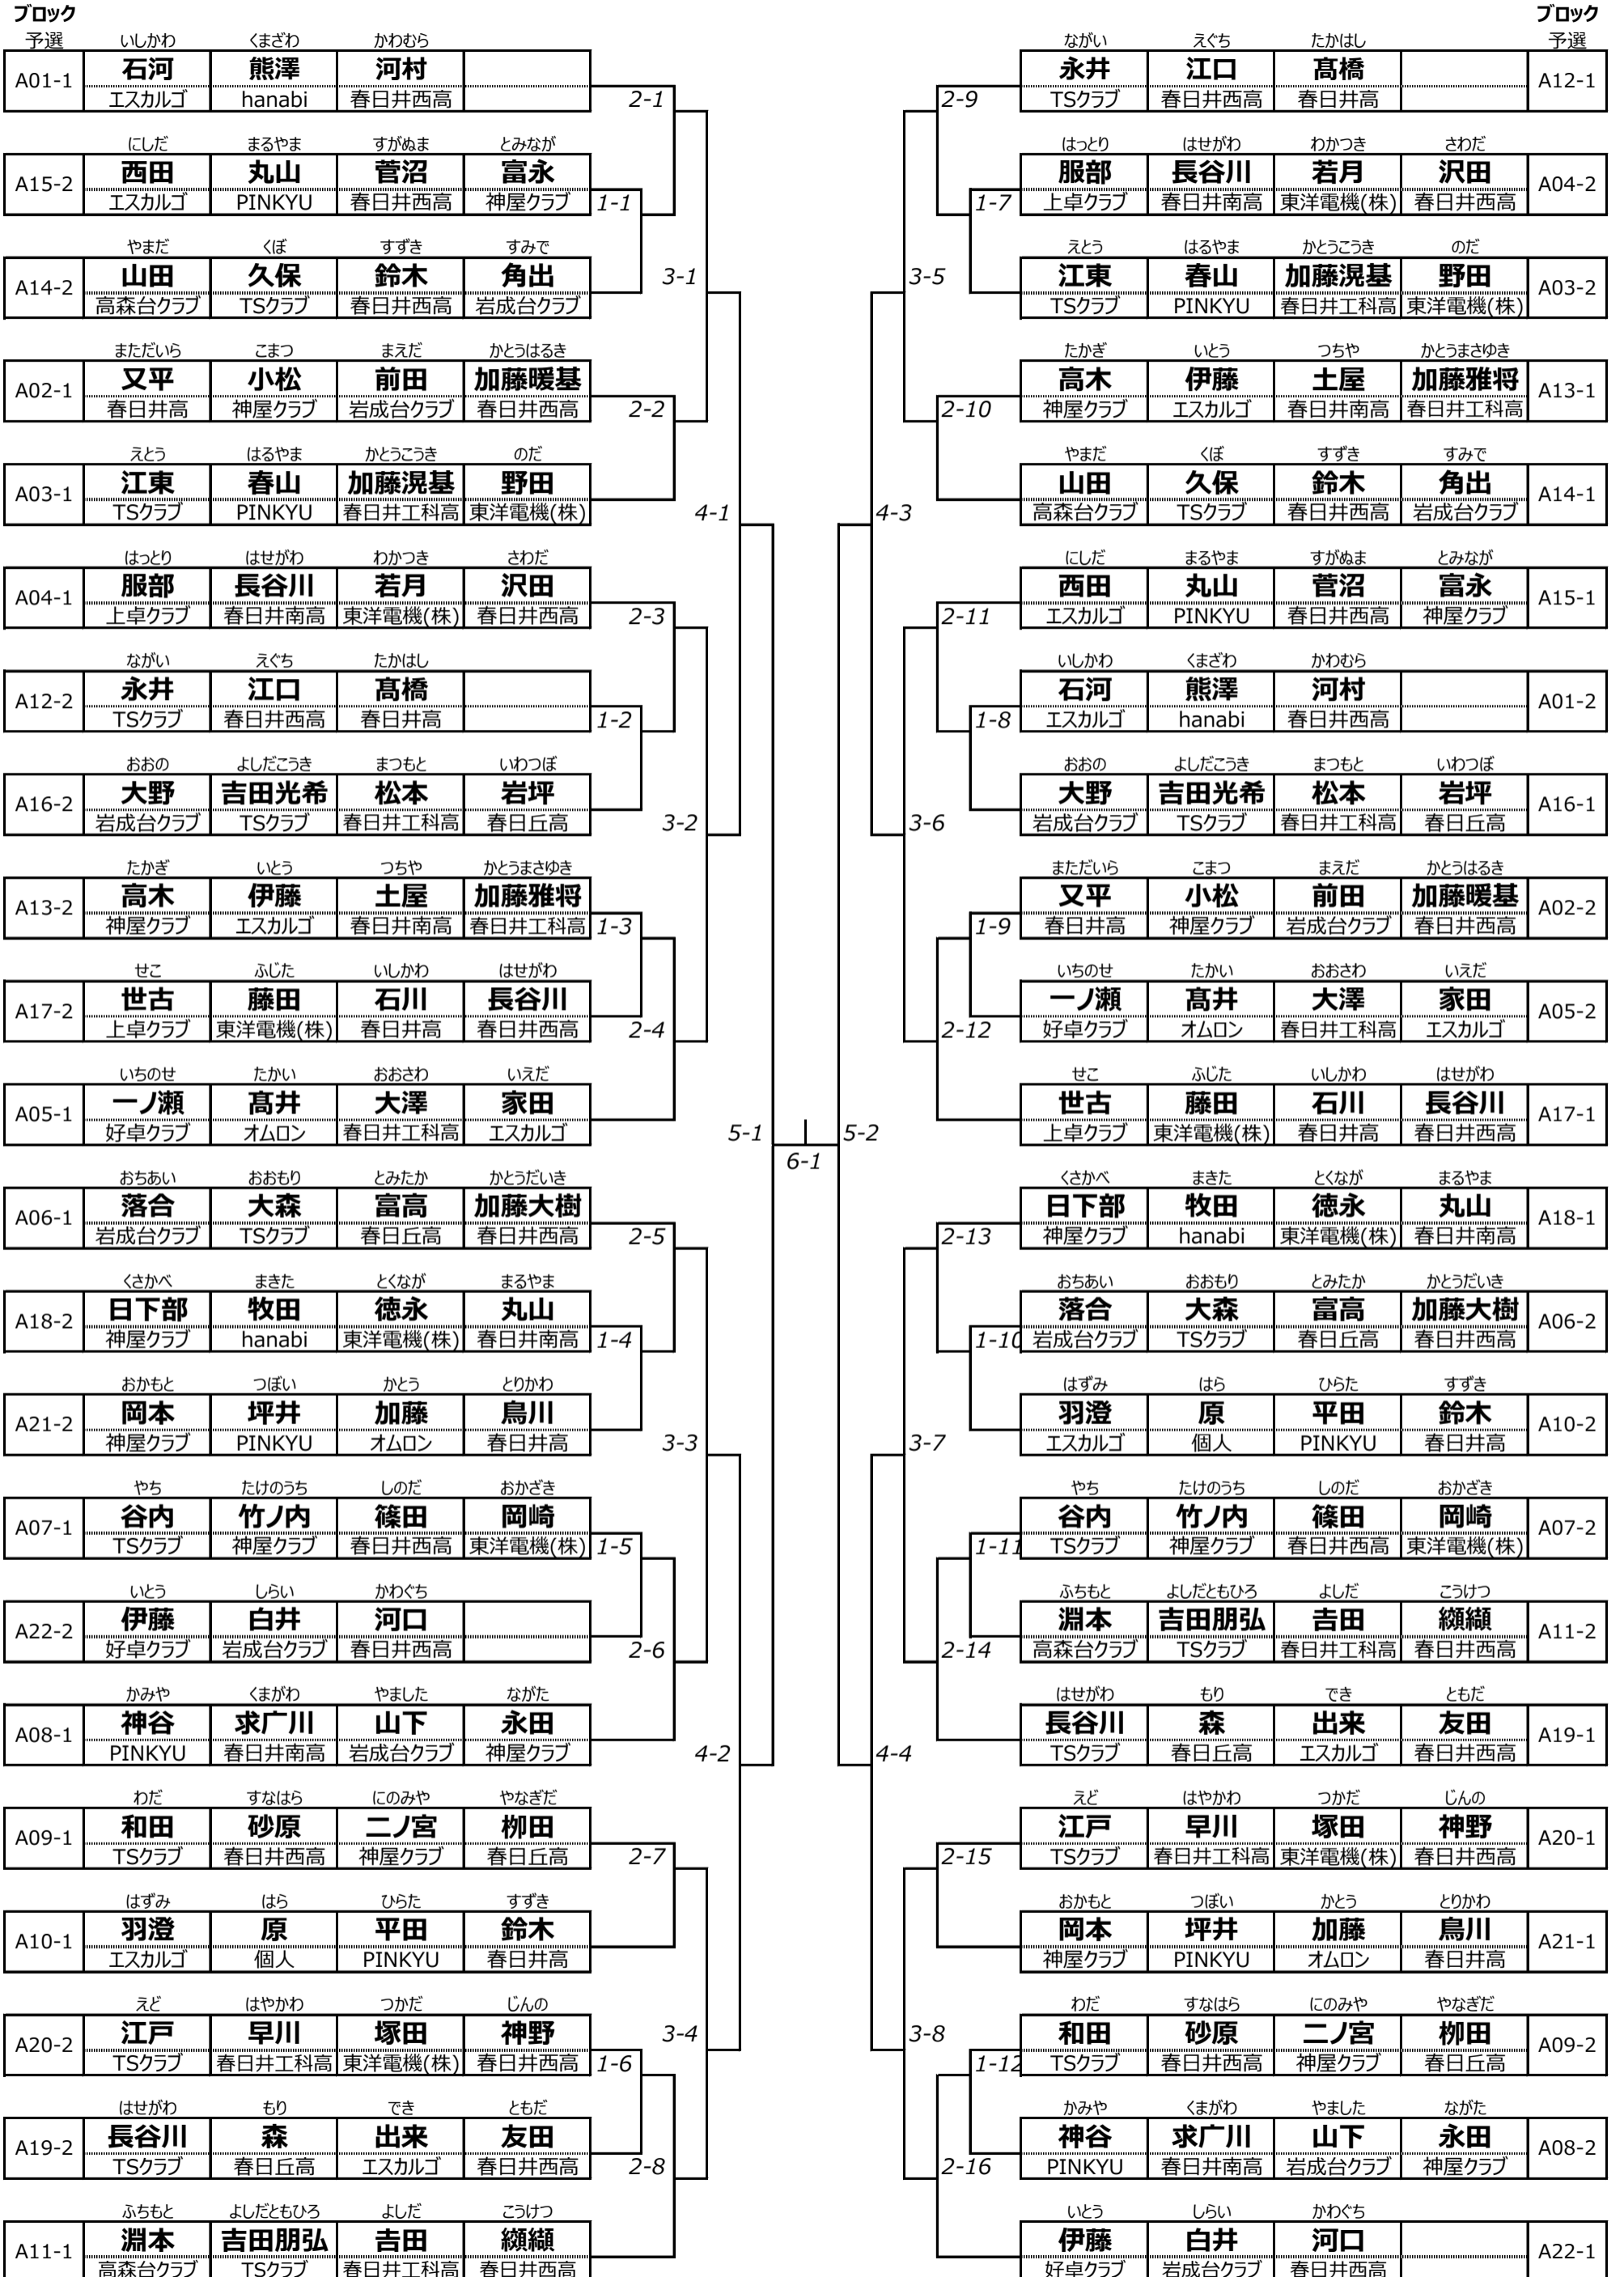 ブロック
予選
いしかわ くまざわ かわむら
A01-1 石河 熊澤 河村
エスカルゴ hanabi 春日井西高
2-1
にしだ まるやま すがぬま とみなが
A15-2 西田 丸山 菅沼 富永
エスカルゴ PINKYU 春日井西高 神屋クラブ
1-1
やまだ くぼ すずき すみで
A14-2 山田 久保 鈴木 角出
高森台クラブ TSクラブ 春日井西高 岩成台クラブ
3-1
まただいら こまつ まえだ かとうはるき
A02-1 又平 小松 前田 加藤暖基
春日井高 神屋クラブ 岩成台クラブ 春日井西高
2-2
えとう はるやま かとうこうき のだ
A03-1 江東 春山 加藤滉基 野田
TSクラブ PINKYU 春日井工科高 東洋電機(株)
4-1
はっとり はせがわ わかつき さわだ
A04-1 服部 長谷川 若月 沢田
上卓クラブ 春日井南高 東洋電機(株) 春日井西高
2-3
ながい えぐち たかはし
A12-2 永井 江口 髙橋
TSクラブ 春日井西高 春日井高
1-2
おおの よしだこうき まつもと いわつぼ
A16-2 大野 吉田光希 松本 岩坪
岩成台クラブ TSクラブ 春日井工科高 春日丘高
3-2
たかぎ いとう つちや かとうまさゆき
A13-2 高木 伊藤 土屋 加藤雅将
神屋クラブ エスカルゴ 春日井南高 春日井工科高
1-3
せこ ふじた いしかわ はせがわ
A17-2 世古 藤田 石川 長谷川
上卓クラブ 東洋電機(株) 春日井高 春日井西高
2-4
いちのせ たかい おおさわ いえだ
A05-1 一ノ瀬 髙井 大澤 家田
好卓クラブ オムロン 春日井工科高 エスカルゴ
5-1
おちあい おおもり とみたか かとうだいき
A06-1 落合 大森 富高 加藤大樹
岩成台クラブ TSクラブ 春日丘高 春日井西高
2-5
くさかべ まきた とくなが まるやま
A18-2 日下部 牧田 徳永 丸山
神屋クラブ hanabi 東洋電機(株) 春日井南高
1-4
おかもと つぼい かとう とりかわ
A21-2 岡本 坪井 加藤 鳥川
神屋クラブ PINKYU オムロン 春日井高
3-3
やち たけのうち しのだ おかざき
A07-1 谷内 竹ノ内 篠田 岡崎
TSクラブ 神屋クラブ 春日井西高 東洋電機(株)
1-5
いとう しらい かわぐち
A22-2 伊藤 白井 河口
好卓クラブ 岩成台クラブ 春日井西高
2-6
かみや くまがわ やました ながた
A08-1 神谷 求广川 山下 永田
PINKYU 春日井南高 岩成台クラブ 神屋クラブ
4-2
わだ すなはら にのみや やなぎだ
A09-1 和田 砂原 二ノ宮 栁田
TSクラブ 春日井西高 神屋クラブ 春日丘高
2-7
はずみ はら ひらた すずき
A10-1 羽澄 原 平田 鈴木
エスカルゴ 個人 PINKYU 春日井高
えど はやかわ つかだ じんの
A20-2 江戸 早川 塚田 神野
TSクラブ 春日井工科高 東洋電機(株) 春日井西高
3-4
1-6
はせがわ もり でき ともだ
A19-2 長谷川 森 出来 友田
TSクラブ 春日丘高 エスカルゴ 春日井西高
2-8
ふちもと よしだともひろ よしだ こうけつ
A11-1 淵本 吉田朋弘 𠮷田 纐纈
高森台クラブ TSクラブ 春日井工科高 春日井西高
6-1
ブロック
予選
ながい えぐち たかはし
永井 江口 髙橋 A12-1
TSクラブ 春日井西高 春日井高
2-9
はっとり はせがわ わかつき さわだ
服部 長谷川 若月 沢田 A04-2
上卓クラブ 春日井南高 東洋電機(株) 春日井西高
1-7
えとう はるやま かとうこうき のだ
江東 春山 加藤滉基 野田 A03-2
TSクラブ PINKYU 春日井工科高 東洋電機(株)
3-5
たかぎ いとう つちや かとうまさゆき
高木 伊藤 土屋 加藤雅将 A13-1
神屋クラブ エスカルゴ 春日井南高 春日井工科高
2-10
やまだ くぼ すずき すみで
山田 久保 鈴木 角出 A14-1
高森台クラブ TSクラブ 春日井西高 岩成台クラブ
4-3
にしだ まるやま すがぬま とみなが
西田 丸山 菅沼 富永 A15-1
エスカルゴ PINKYU 春日井西高 神屋クラブ
2-11
いしかわ くまざわ かわむら
石河 熊澤 河村 A01-2
エスカルゴ hanabi 春日井西高
1-8
おおの よしだこうき まつもと いわつぼ
大野 吉田光希 松本 岩坪 A16-1
岩成台クラブ TSクラブ 春日井工科高 春日丘高
3-6
まただいら こまつ まえだ かとうはるき
又平 小松 前田 加藤暖基 A02-2
春日井高 神屋クラブ 岩成台クラブ 春日井西高
1-9
いちのせ たかい おおさわ いえだ
一ノ瀬 髙井 大澤 家田 A05-2
好卓クラブ オムロン 春日井工科高 エスカルゴ
2-12
せこ ふじた いしかわ はせがわ
世古 藤田 石川 長谷川 A17-1
上卓クラブ 東洋電機(株) 春日井高 春日井西高
5-2
くさかべ まきた とくなが まるやま
日下部 牧田 徳永 丸山 A18-1
神屋クラブ hanabi 東洋電機(株) 春日井南高
2-13
おちあい おおもり とみたか かとうだいき
落合 大森 富高 加藤大樹 A06-2
岩成台クラブ TSクラブ 春日丘高 春日井西高
1-10
はずみ はら ひらた すずき
羽澄 原 平田 鈴木 A10-2
エスカルゴ 個人 PINKYU 春日井高
3-7
やち たけのうち しのだ おかざき
谷内 竹ノ内 篠田 岡崎 A07-2
TSクラブ 神屋クラブ 春日井西高 東洋電機(株)
1-11
ふちもと よしだともひろ よしだ こうけつ
淵本 吉田朋弘 𠮷田 纐纈 A11-2
高森台クラブ TSクラブ 春日井工科高 春日井西高
2-14
はせがわ もり でき ともだ
長谷川 森 出来 友田 A19-1
TSクラブ 春日丘高 エスカルゴ 春日井西高
4-4
えど はやかわ つかだ じんの
江戸 早川 塚田 神野 A20-1
TSクラブ 春日井工科高 東洋電機(株) 春日井西高
2-15
おかもと つぼい かとう とりかわ
岡本 坪井 加藤 鳥川 A21-1
神屋クラブ PINKYU オムロン 春日井高
わだ すなはら にのみや やなぎだ
和田 砂原 二ノ宮 栁田 A09-2
TSクラブ 春日井西高 神屋クラブ 春日丘高
3-8
1-12
かみや くまがわ やました ながた
神谷 求广川 山下 永田 A08-2
PINKYU 春日井南高 岩成台クラブ 神屋クラブ
2-16
いとう しらい かわぐち
伊藤 白井 河口 A22-1
好卓クラブ 岩成台クラブ 春日井西高